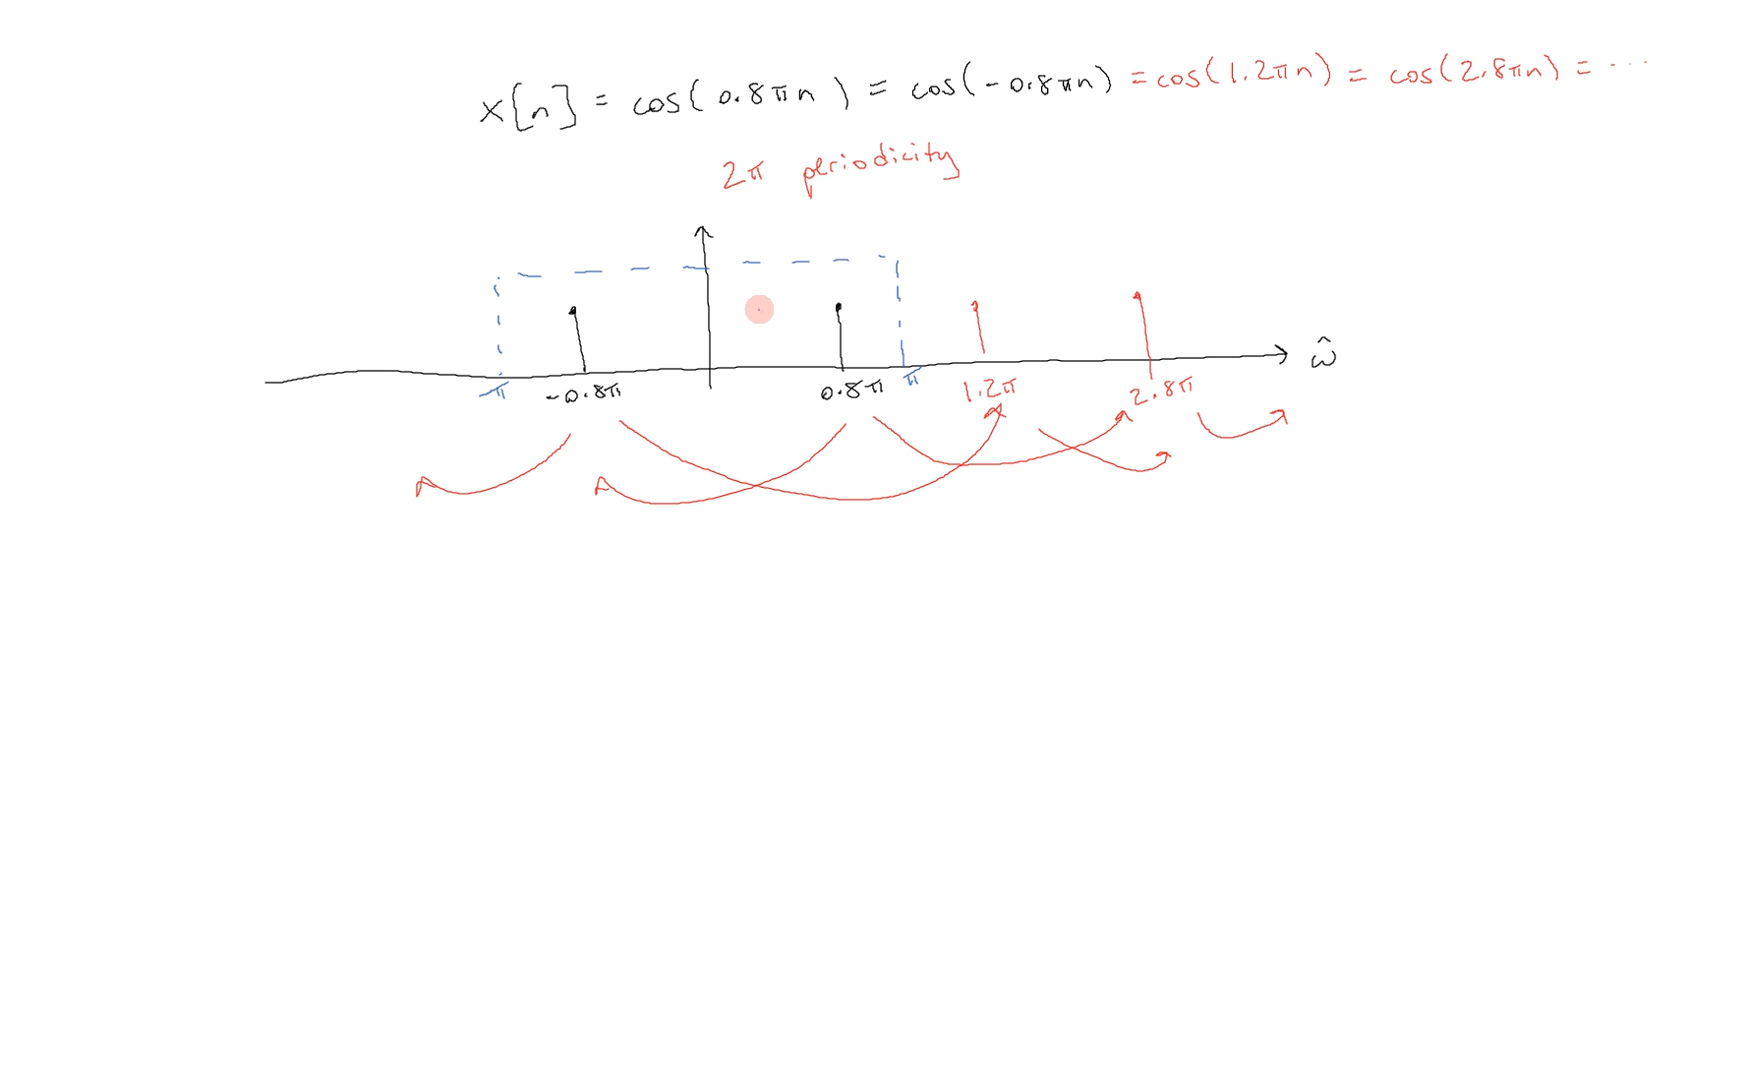 x[n] = cos(0.8πn) = cos(-0.8πn) = cos(1.2πn) = cos(2.8πn) = ...
2π periodicity
ω̂
-π -0.8π 0.8π π 1.2π 2.8π